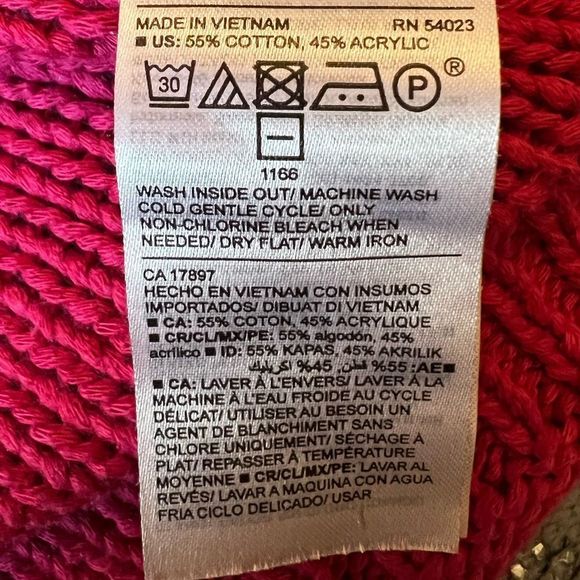 MADE IN VIETNAM RN 54023
■ US: 55% COTTON, 45% ACRYLIC
30 P ®
1166
WASH INSIDE OUT/ MACHINE WASH
COLD GENTLE CYCLE/ ONLY
NON-CHLORINE BLEACH WHEN
NEEDED/ DRY FLAT/ WARM IRON
CA 17897
HECHO EN VIETNAM CON INSUMOS
IMPORTADOS/ DIBUAT DI VIETNAM
■ CA: 55% COTON, 45% ACRYLIQUE
■ CR/CL/MX/PE: 55% algodón, 45%
acrílico ■ ID: 55% KAPAS, 45% AKRILIK
■AE: 55% قطن, 45% اكريليك
■ CA: LAVER À L'ENVERS/ LAVER À LA
MACHINE À L'EAU FROIDE AU CYCLE
DÉLICAT/ UTILISER AU BESOIN UN
AGENT DE BLANCHIMENT SANS
CHLORE UNIQUEMENT/ SÉCHAGE À
PLAT/ REPASSER À TEMPÉRATURE
MOYENNE ■ CR/CL/MX/PE: LAVAR AL
REVÉS/ LAVAR A MAQUINA CON AGUA
FRIA CICLO DELICADO/ USAR